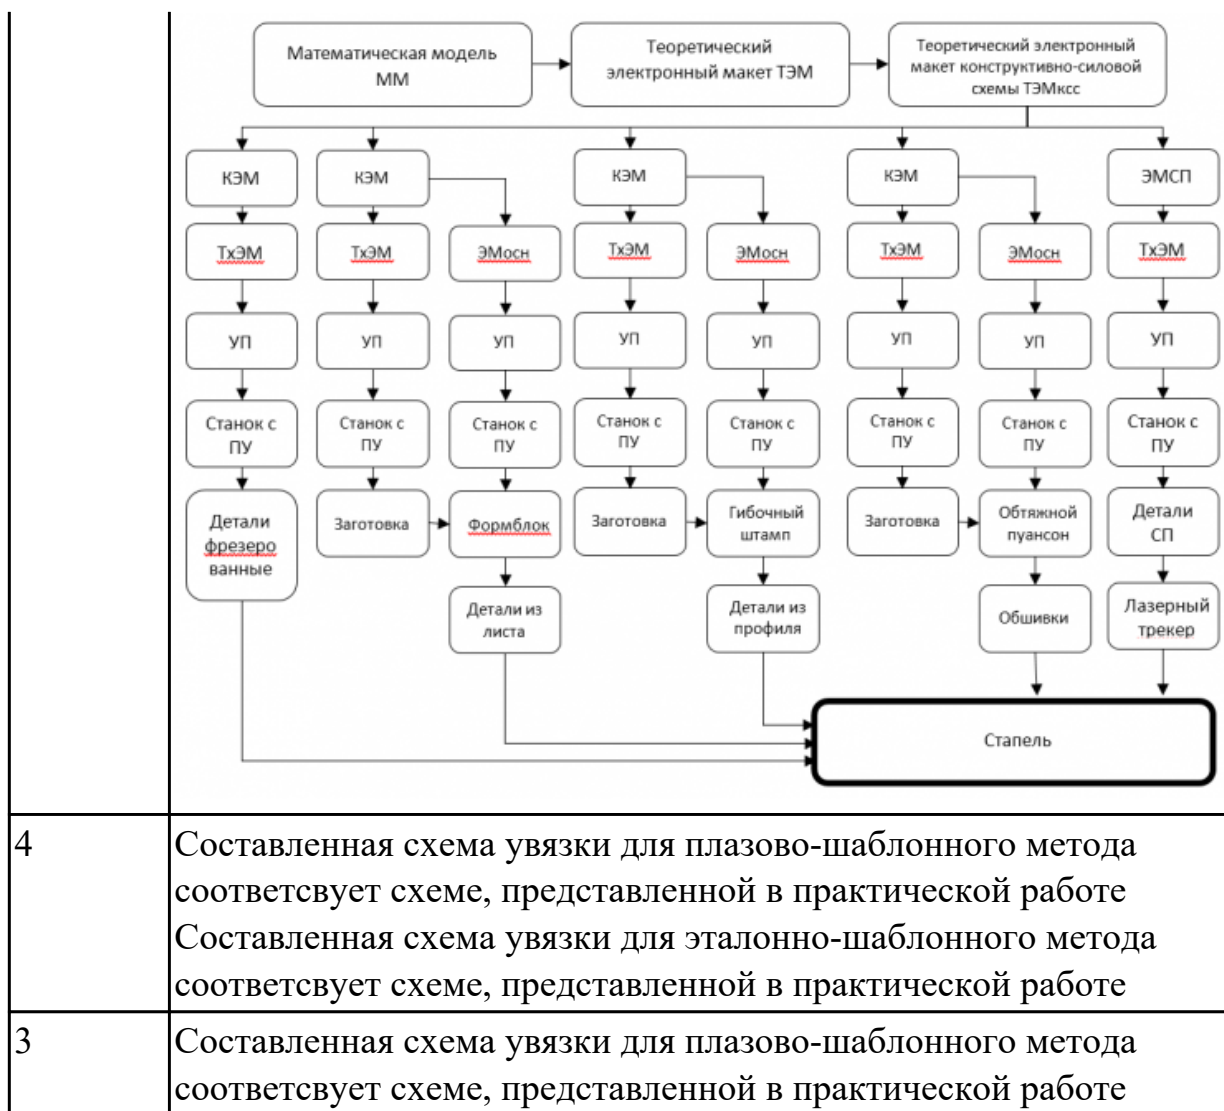 Математическая модель
ММ
Теоретический
электронный макет ТЭМ
Теоретический электронный
макет конструктивно-силовой
схемы ТЭМксс
КЭМ
КЭМ
КЭМ
КЭМ
ЭМСП
ТхЭМ
ТхЭМ
ЭМосн
ТхЭМ
ЭМосн
ТхЭМ
ЭМосн
ТхЭМ
УП
УП
УП
УП
УП
УП
УП
УП
Станок с
ПУ
Станок с
ПУ
Станок с
ПУ
Станок с
ПУ
Станок с
ПУ
Станок с
ПУ
Станок с
ПУ
Станок с
ПУ
Детали
фрезеро
ванные
Заготовка
Формблок
Заготовка
Гибочный
штамп
Заготовка
Обтяжной
пуансон
Детали
СП
Детали из
листа
Детали из
профиля
Обшивки
Лазерный
трекер
Стапель
4
Составленная схема увязки для плазово-шаблонного метода
соответсвует схеме, представленной в практической работе
Составленная схема увязки для эталонно-шаблонного метода
соответсвует схеме, представленной в практической работе
3
Составленная схема увязки для плазово-шаблонного метода
соответсвует схеме, представленной в практической работе